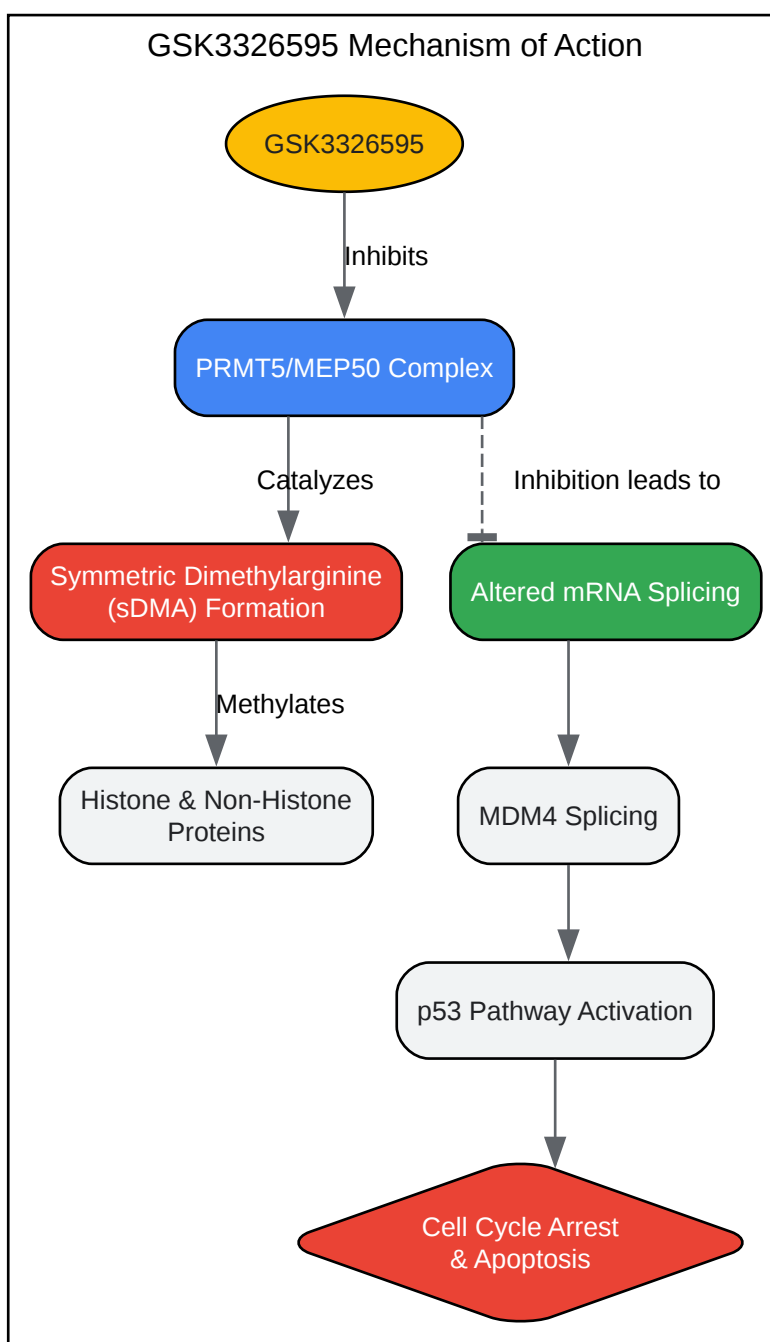 GSK3326595 Mechanism of Action
GSK3326595
Inhibits
PRMT5/MEP50 Complex
Catalyzes
Inhibition leads to
Symmetric Dimethylarginine
(sDMA) Formation
Altered mRNA Splicing
Methylates
Histone & Non-Histone
Proteins
MDM4 Splicing
p53 Pathway Activation
Cell Cycle Arrest
& Apoptosis